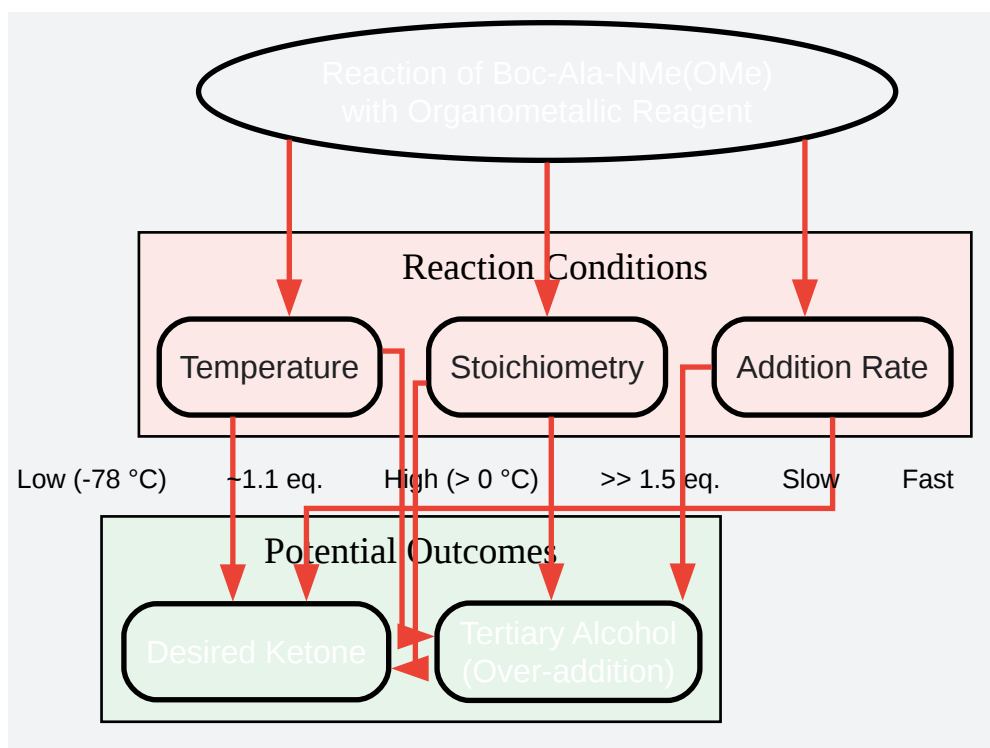 Reaction of Boc-Ala-NMe(OMe)
with Organometallic Reagent
Reaction Conditions
Temperature
Stoichiometry
Addition Rate
Low (-78 °C)
~1.1 eq.
High (> 0 °C)
>> 1.5 eq.
Slow
Fast
Potential Outcomes
Desired Ketone
Tertiary Alcohol
(Over-addition)